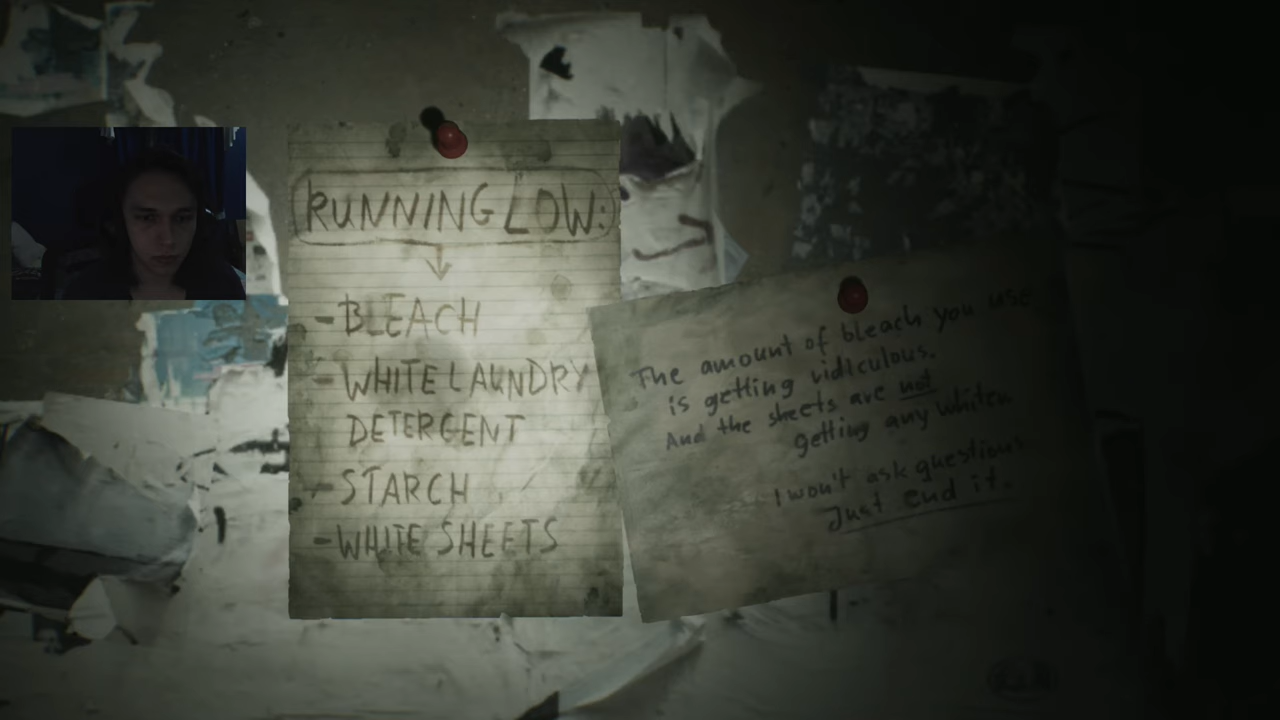 RUNNING LOW:
- BLEACH
- WHITE LAUNDRY
DETERGENT
- STARCH
- WHITE SHEETS
The amount of bleach you use
is getting ridiculous.
And the sheets are not
getting any whiter.
I won't ask questions
Just end it.